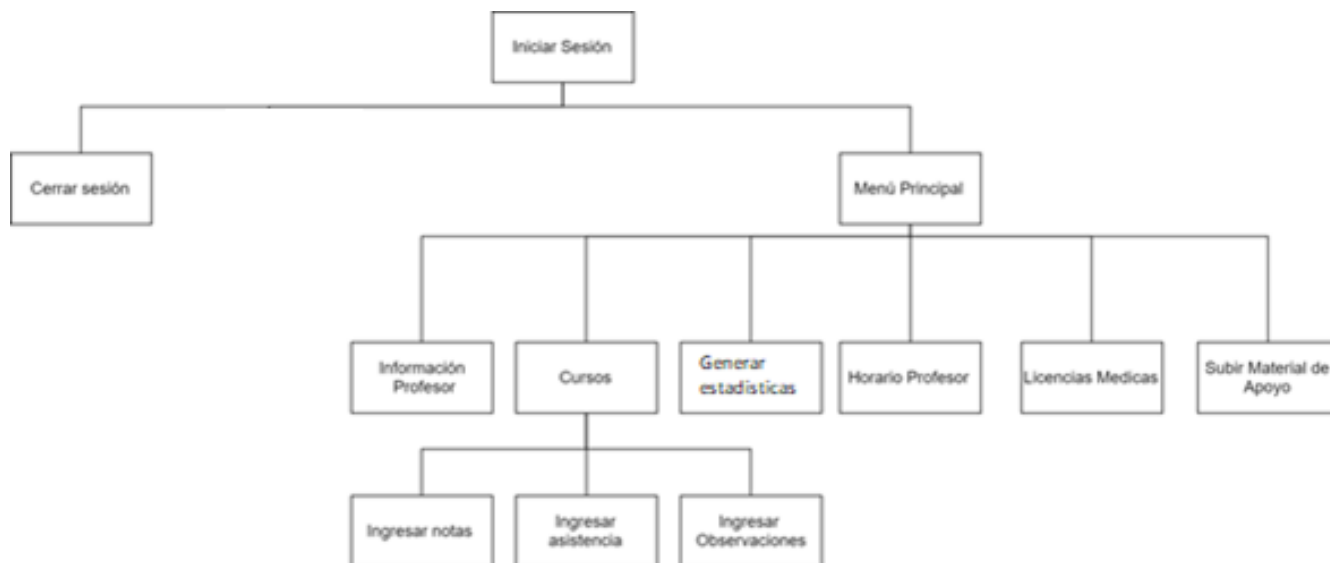 Iniciar Sesión
Cerrar sesión
Menú Principal
Información
Profesor
Cursos
Generar
estadisticas
Horario Profesor
Licencias Medicas
Subir Material de
Apoyo
Ingresar notas
Ingresar
asistencia
Ingresar
Observaciones